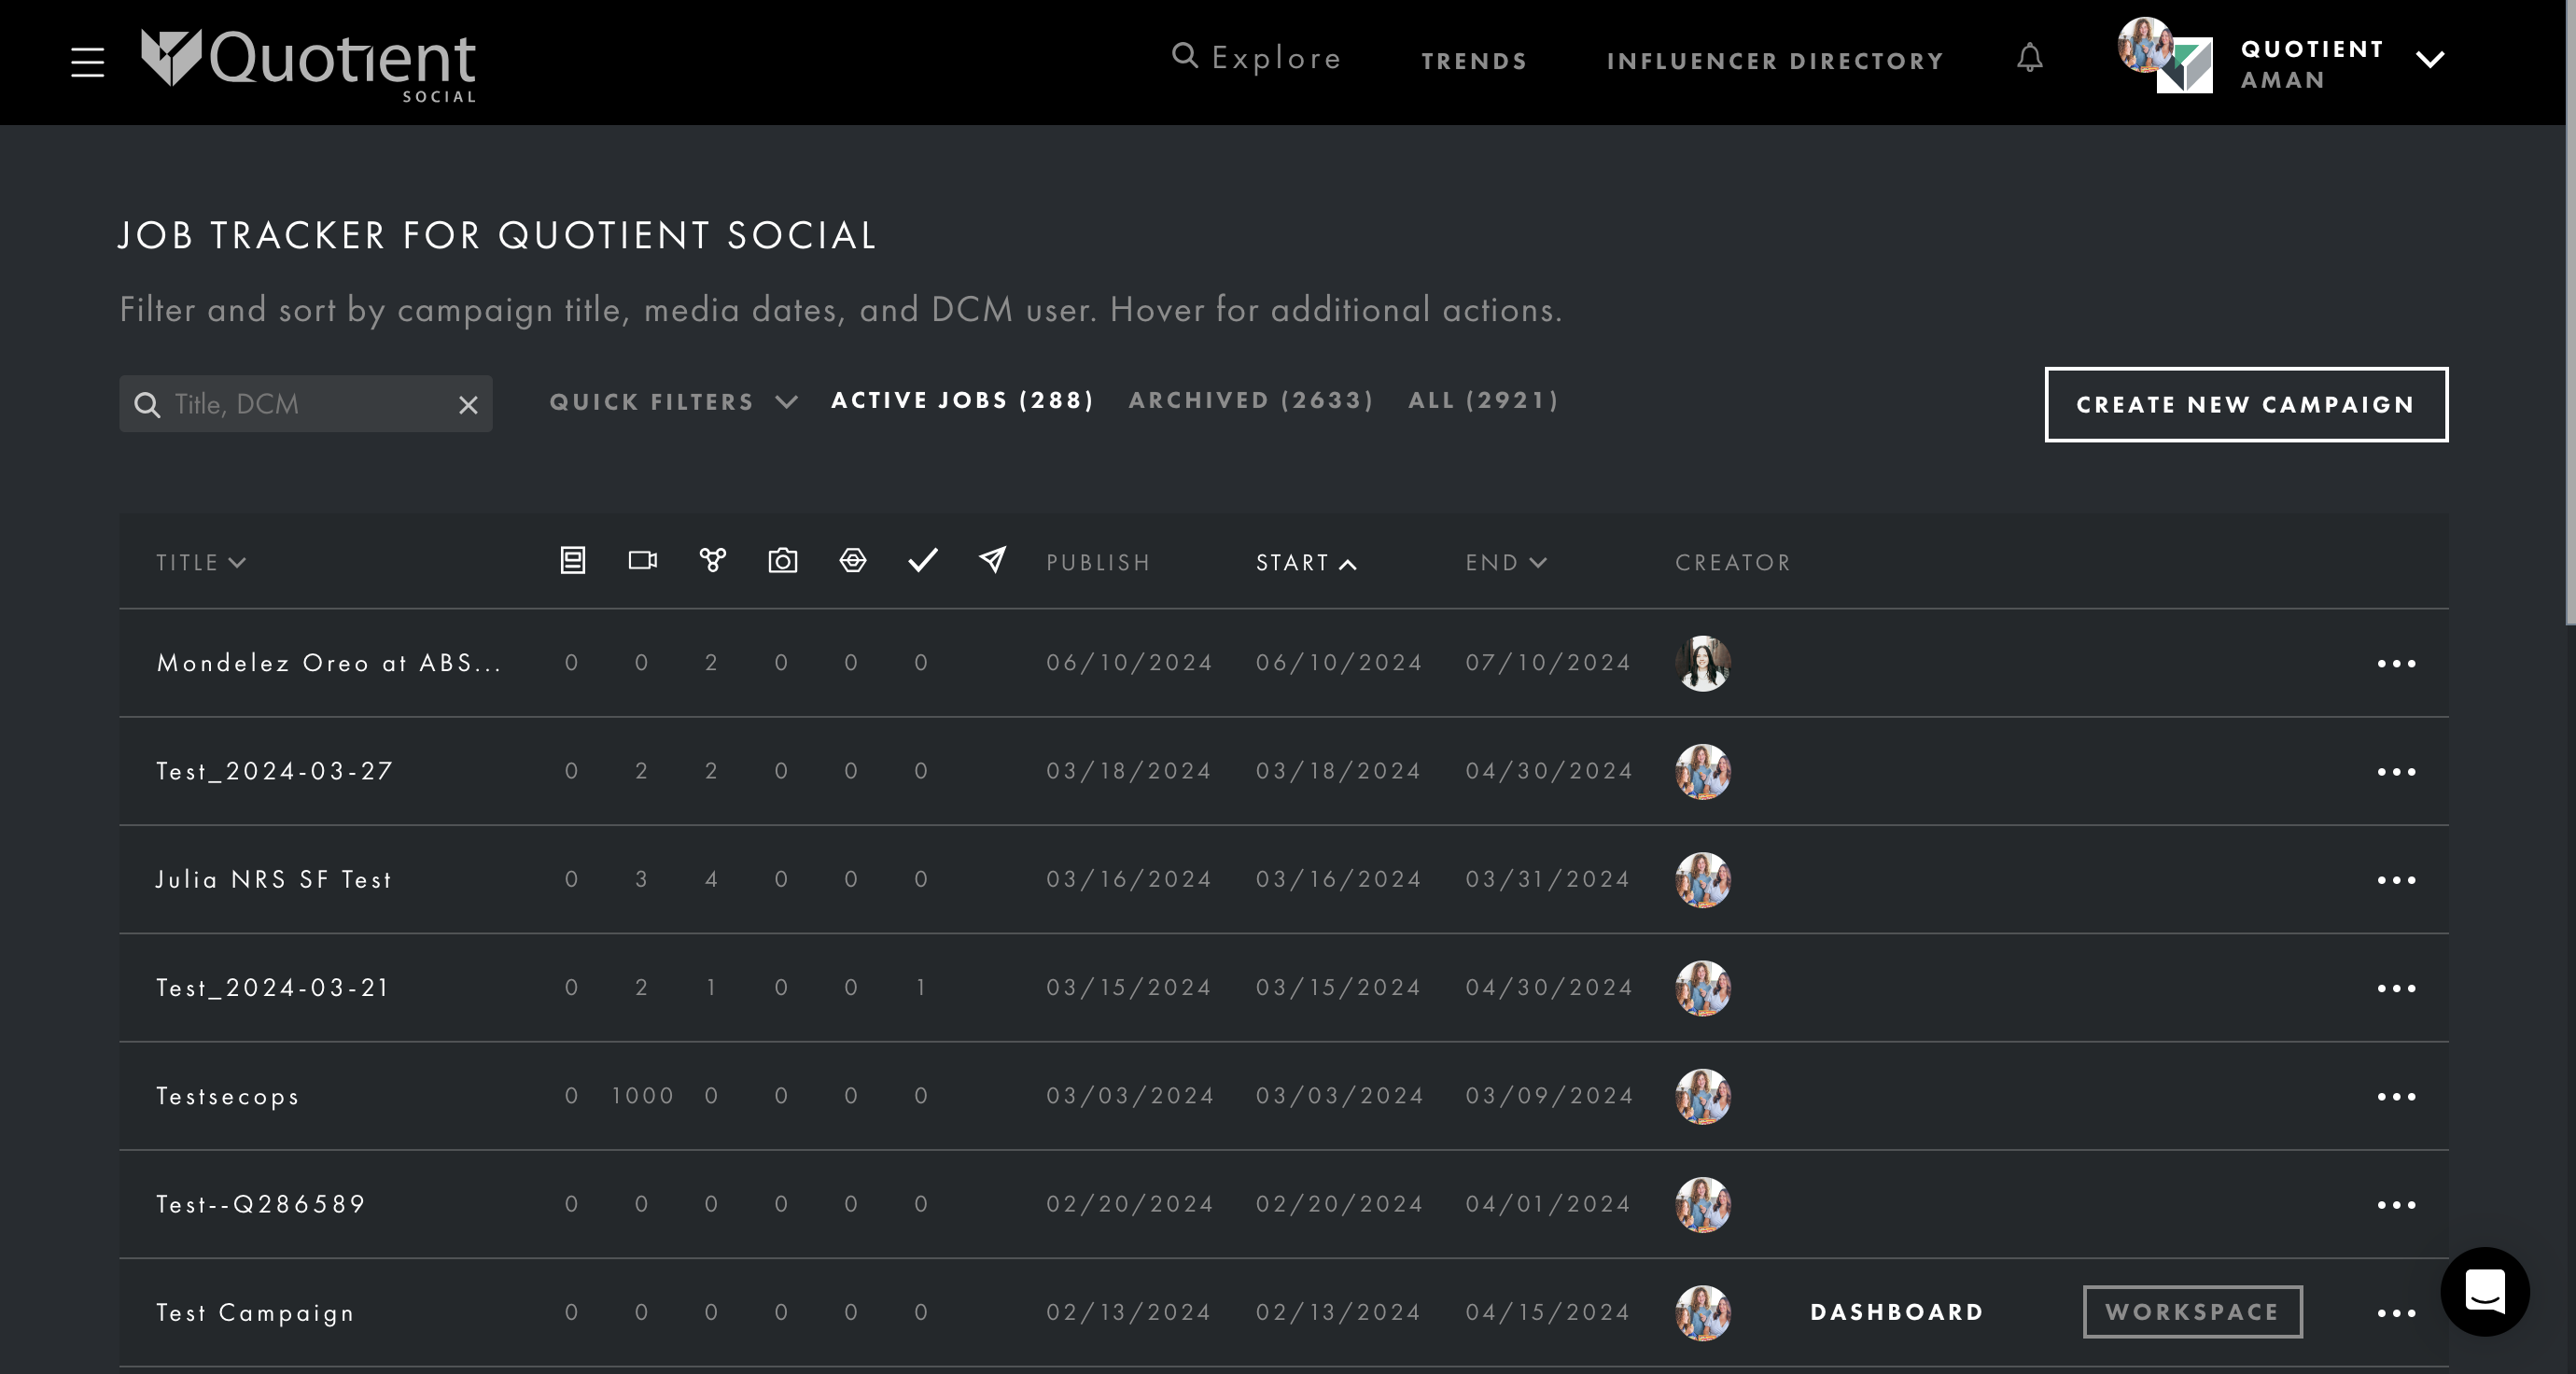 Quotient
SOCIAL
Explore
TRENDS
INFLUENCER DIRECTORY
QUOTIENT
AMAN
JOB TRACKER FOR QUOTIENT SOCIAL
Filter and sort by campaign title, media dates, and DCM user. Hover for additional actions.
Title, DCM
QUICK FILTERS
ACTIVE JOBS (288)
ARCHIVED (2633)
ALL (2921)
CREATE NEW CAMPAIGN
TITLE PUBLISH START END CREATOR
Mondelez Oreo at ABS... 0 0 2 0 0 0 06/10/2024 06/10/2024 07/10/2024
Test_2024-03-27 0 2 2 0 0 0 03/18/2024 03/18/2024 04/30/2024
Julia NRS SF Test 0 3 4 0 0 0 03/16/2024 03/16/2024 03/31/2024
Test_2024-03-21 0 2 1 0 0 1 03/15/2024 03/15/2024 04/30/2024
Testsecops 0 1000 0 0 0 0 03/03/2024 03/03/2024 03/09/2024
Test--Q286589 0 0 0 0 0 0 02/20/2024 02/20/2024 04/01/2024
Test Campaign 0 0 0 0 0 0 02/13/2024 02/13/2024 04/15/2024 DASHBOARD WORKSPACE